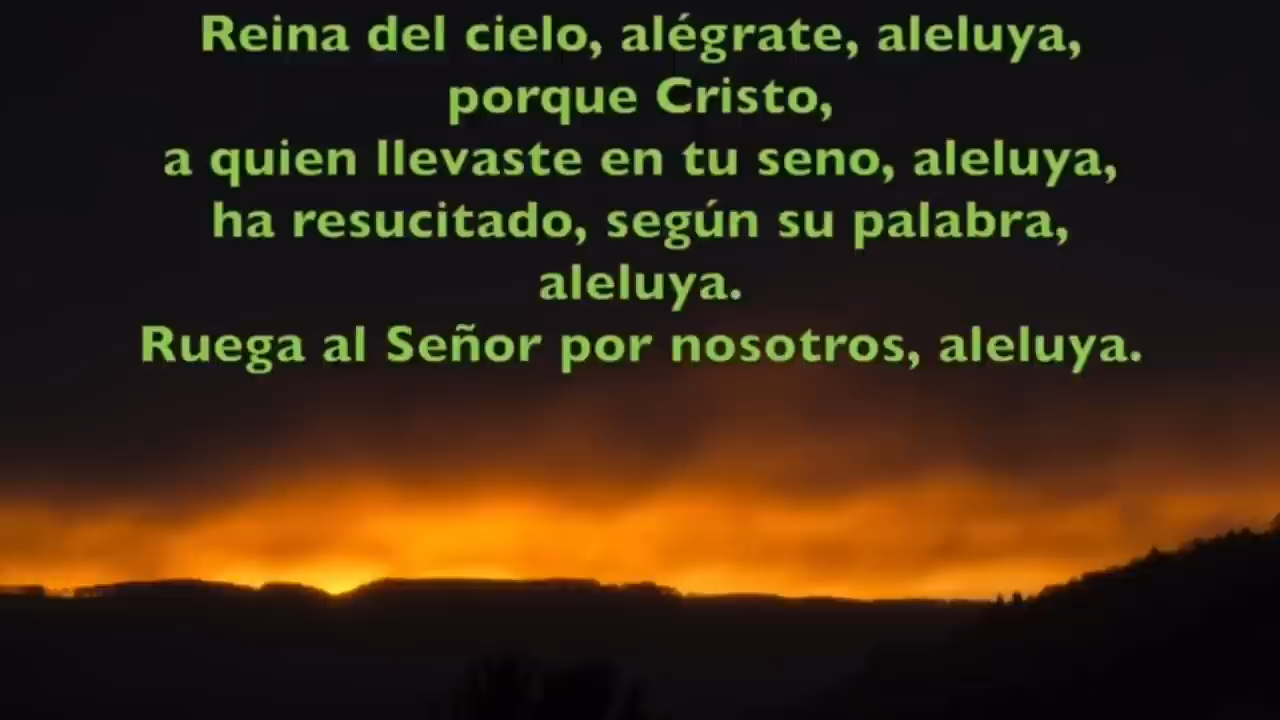 Reina del cielo, alégrate, aleluya,
porque Cristo,
a quien llevaste en tu seno, aleluya,
ha resucitado, según su palabra,
aleluya.
Ruega al Señor por nosotros, aleluya.